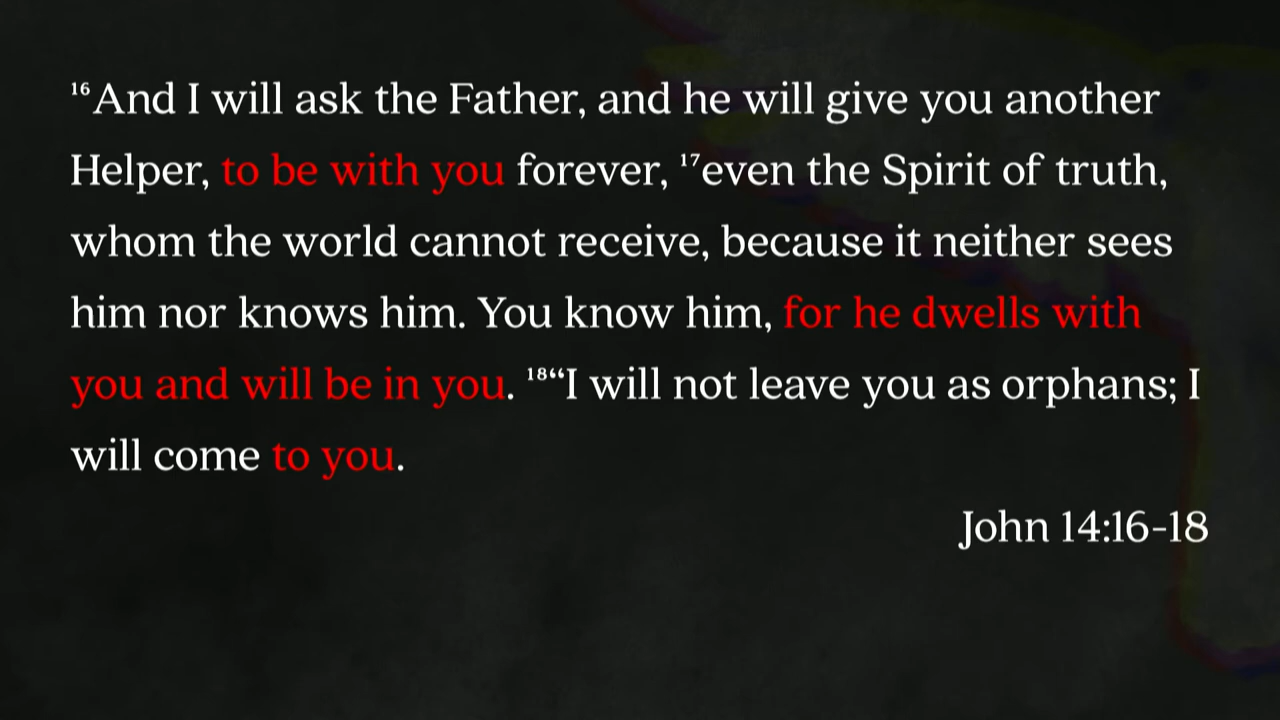 ¹⁶And I will ask the Father, and he will give you another
Helper, to be with you forever, ¹⁷even the Spirit of truth,
whom the world cannot receive, because it neither sees
him nor knows him. You know him, for he dwells with
you and will be in you. ¹⁸“I will not leave you as orphans; I
will come to you.
John 14:16-18